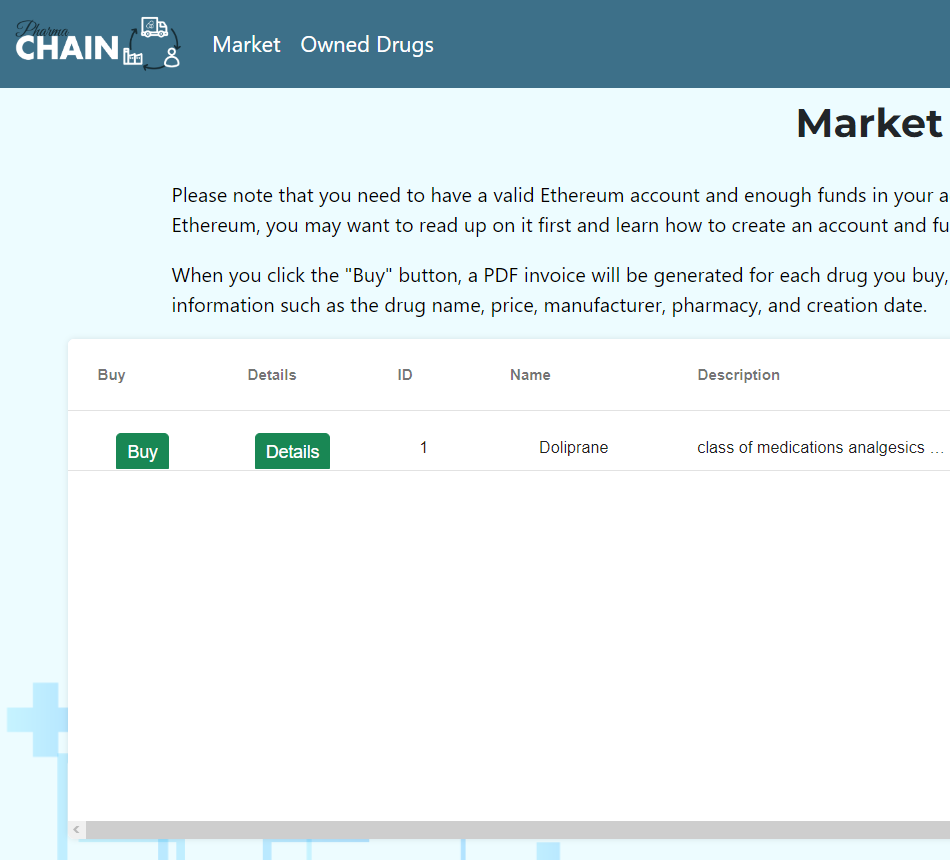 Pharma
CHAIN
Market Owned Drugs
Market
Please note that you need to have a valid Ethereum account and enough funds in your a
Ethereum, you may want to read up on it first and learn how to create an account and fu
When you click the "Buy" button, a PDF invoice will be generated for each drug you buy,
information such as the drug name, price, manufacturer, pharmacy, and creation date.
Buy Details ID Name Description
Buy Details 1 Doliprane class of medications analgesics ...